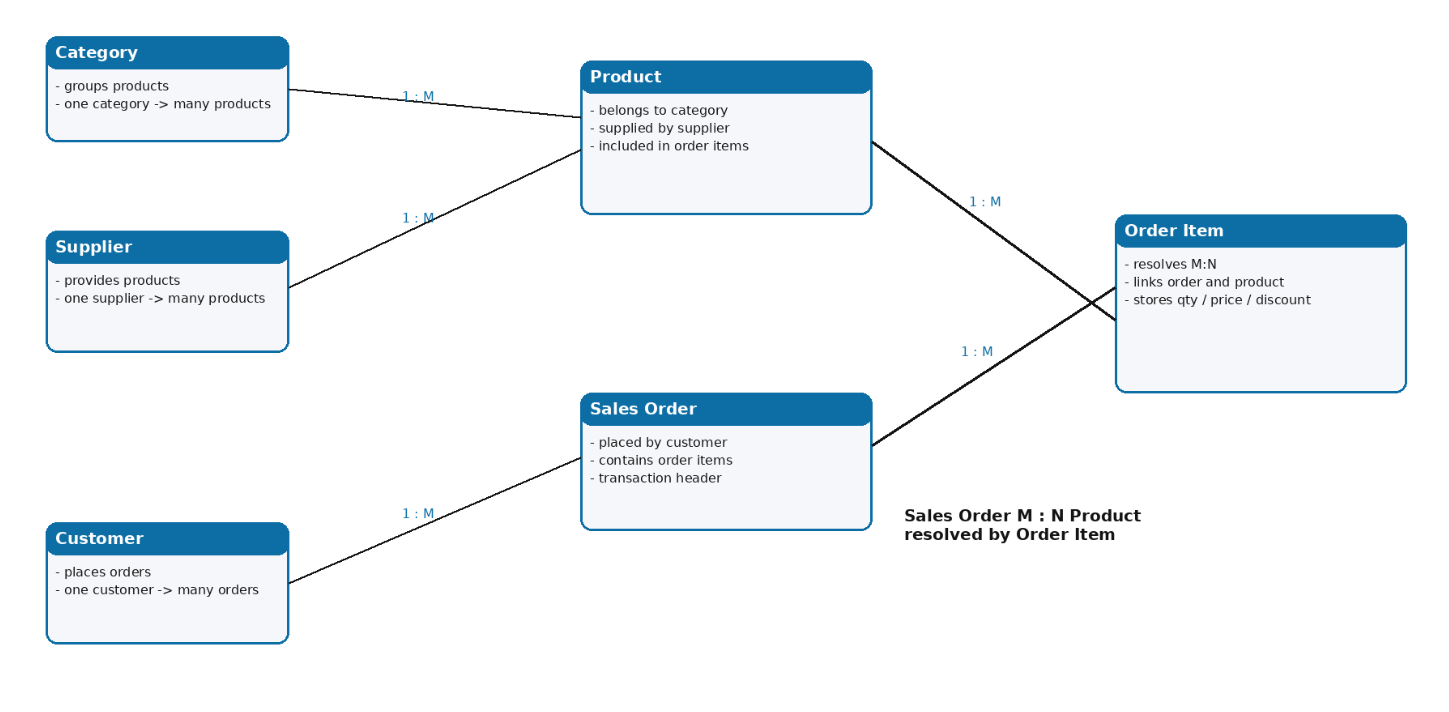 Category
- groups products
- one category -> many products
1 : M
Product
- belongs to category
- supplied by supplier
- included in order items
Supplier
- provides products
- one supplier -> many products
1 : M
1 : M
Order Item
- resolves M:N
- links order and product
- stores qty / price / discount
1 : M
Sales Order
- placed by customer
- contains order items
- transaction header
Customer
- places orders
- one customer -> many orders
1 : M
Sales Order M : N Product
resolved by Order Item